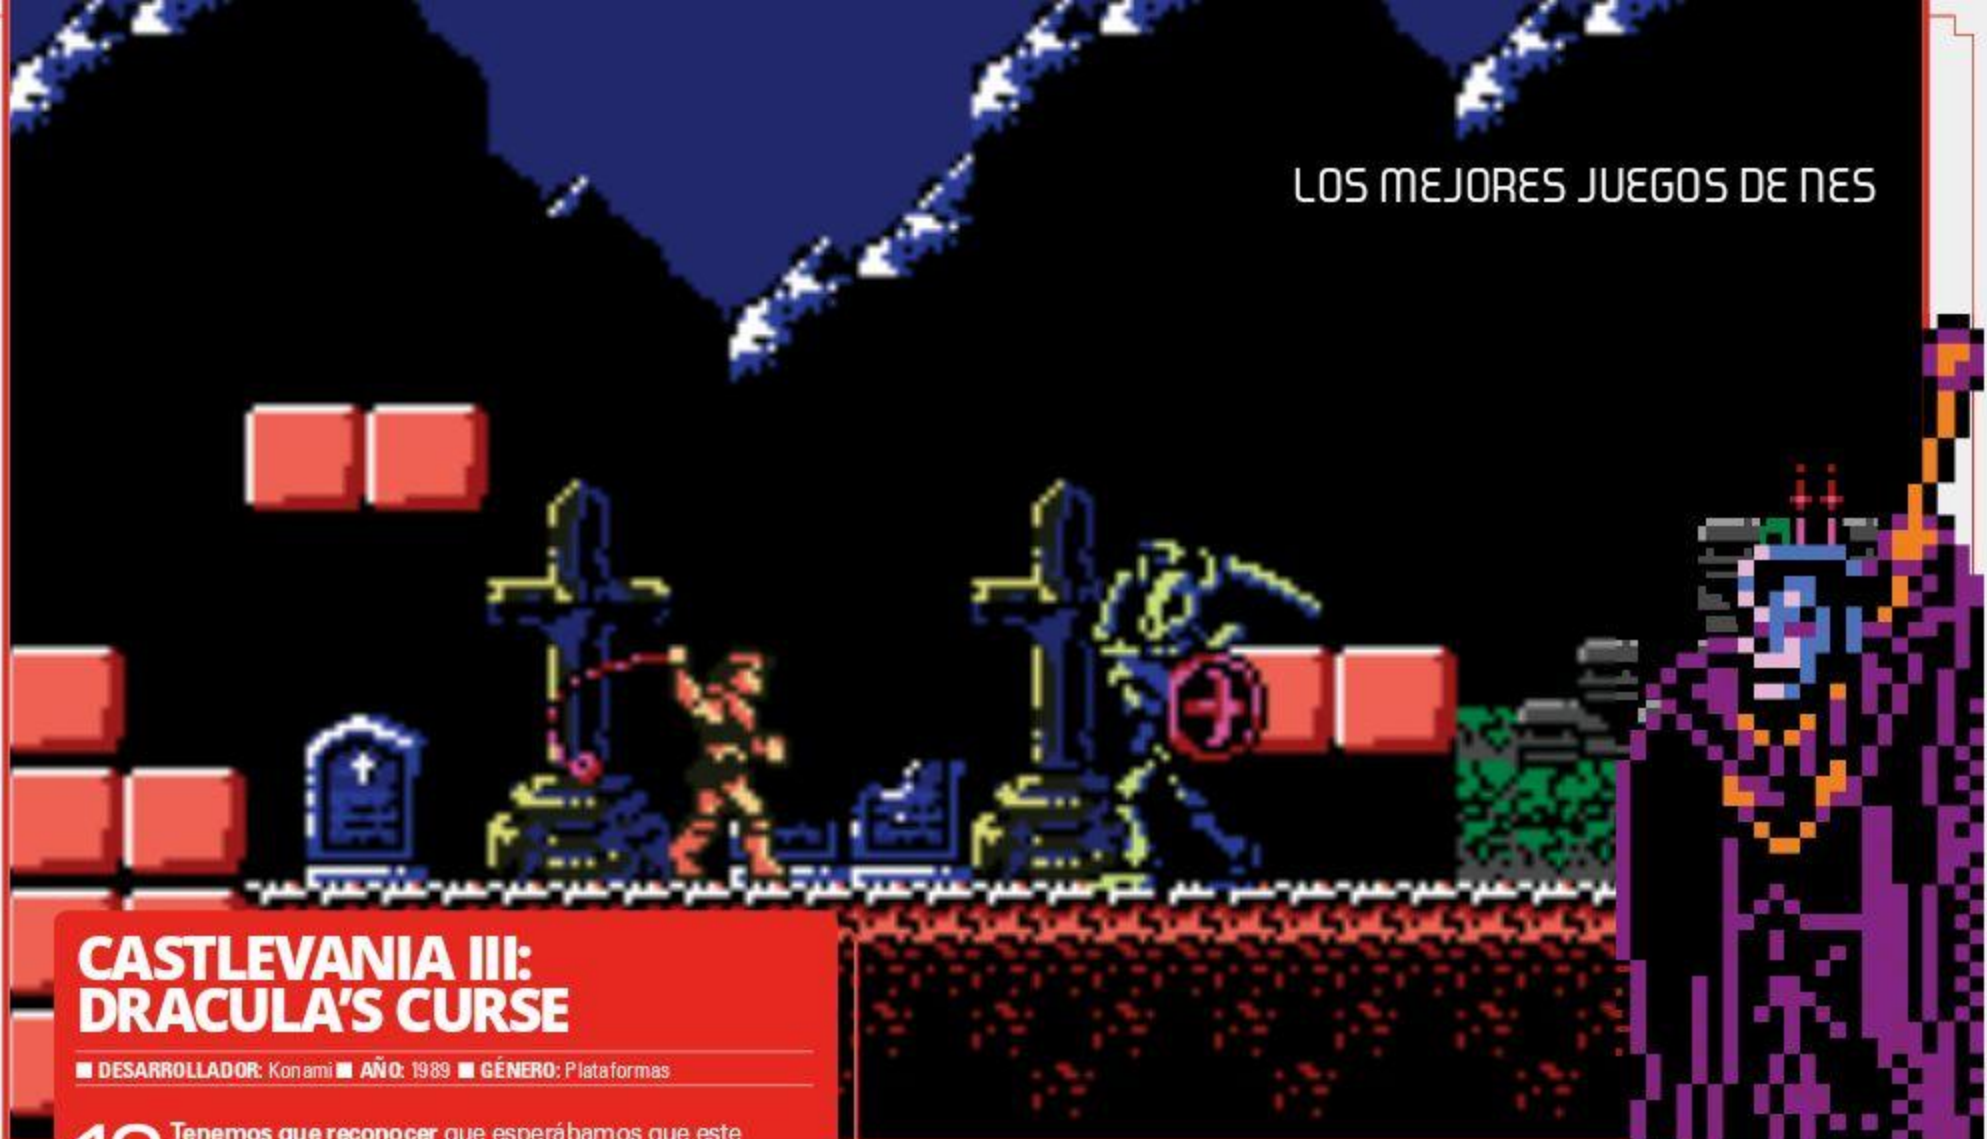 LOS MEJORES JUEGOS DE NES
CASTLEVANIA III:
DRACULA'S CURSE
■ DESARROLLADOR: Konami ■ AÑO: 1989 ■ GÉNERO: Plataformas
Tenemos que reconocer que esperábamos que este